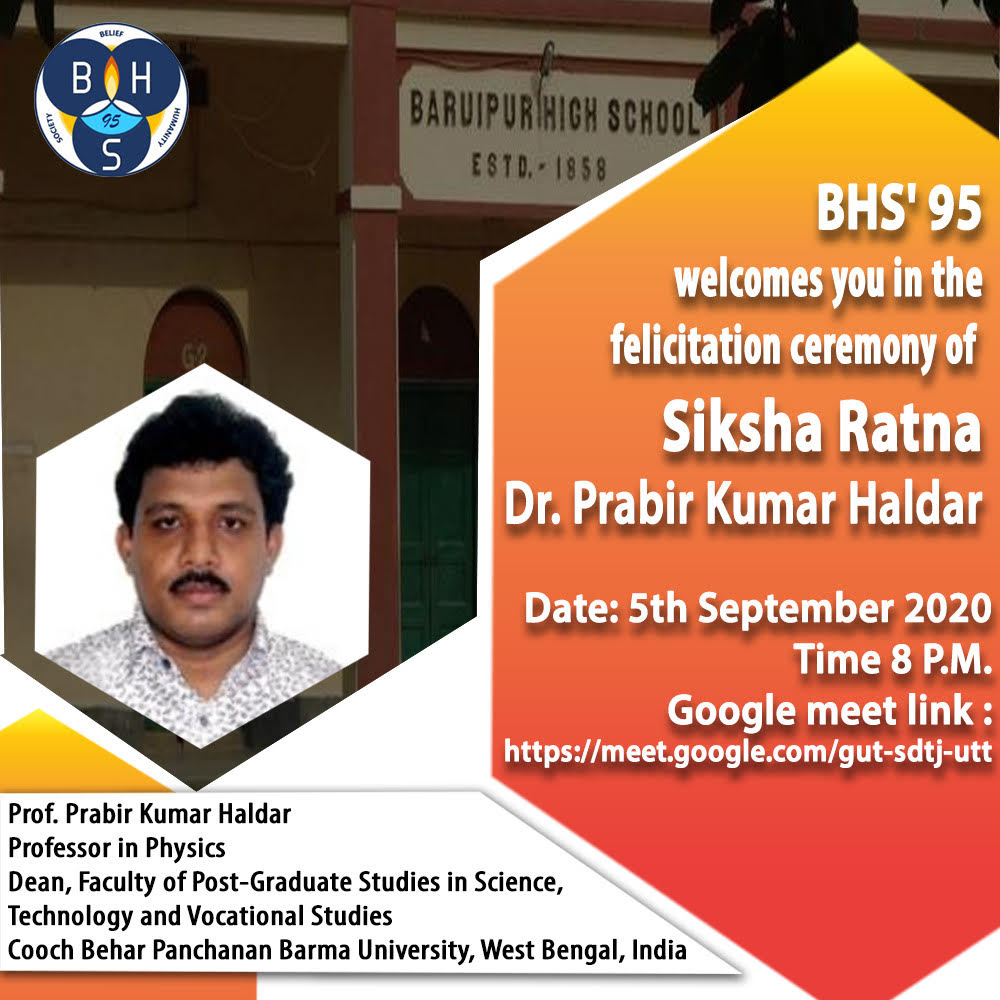 BELIEF
B H
SOCIETY
95
HUMANITY
S
BARUIPUR HIGH SCHOOL
ESTD.-1858
G2
BHS' 95
welcomes you in the
felicitation ceremony of
Siksha Ratna
Dr. Prabir Kumar Haldar
Date: 5th September 2020
Time 8 P.M.
Google meet link :
https://meet.google.com/gut-sdtj-utt
Prof. Prabir Kumar Haldar
Professor in Physics
Dean, Faculty of Post-Graduate Studies in Science,
Technology and Vocational Studies
Cooch Behar Panchanan Barma University, West Bengal, India